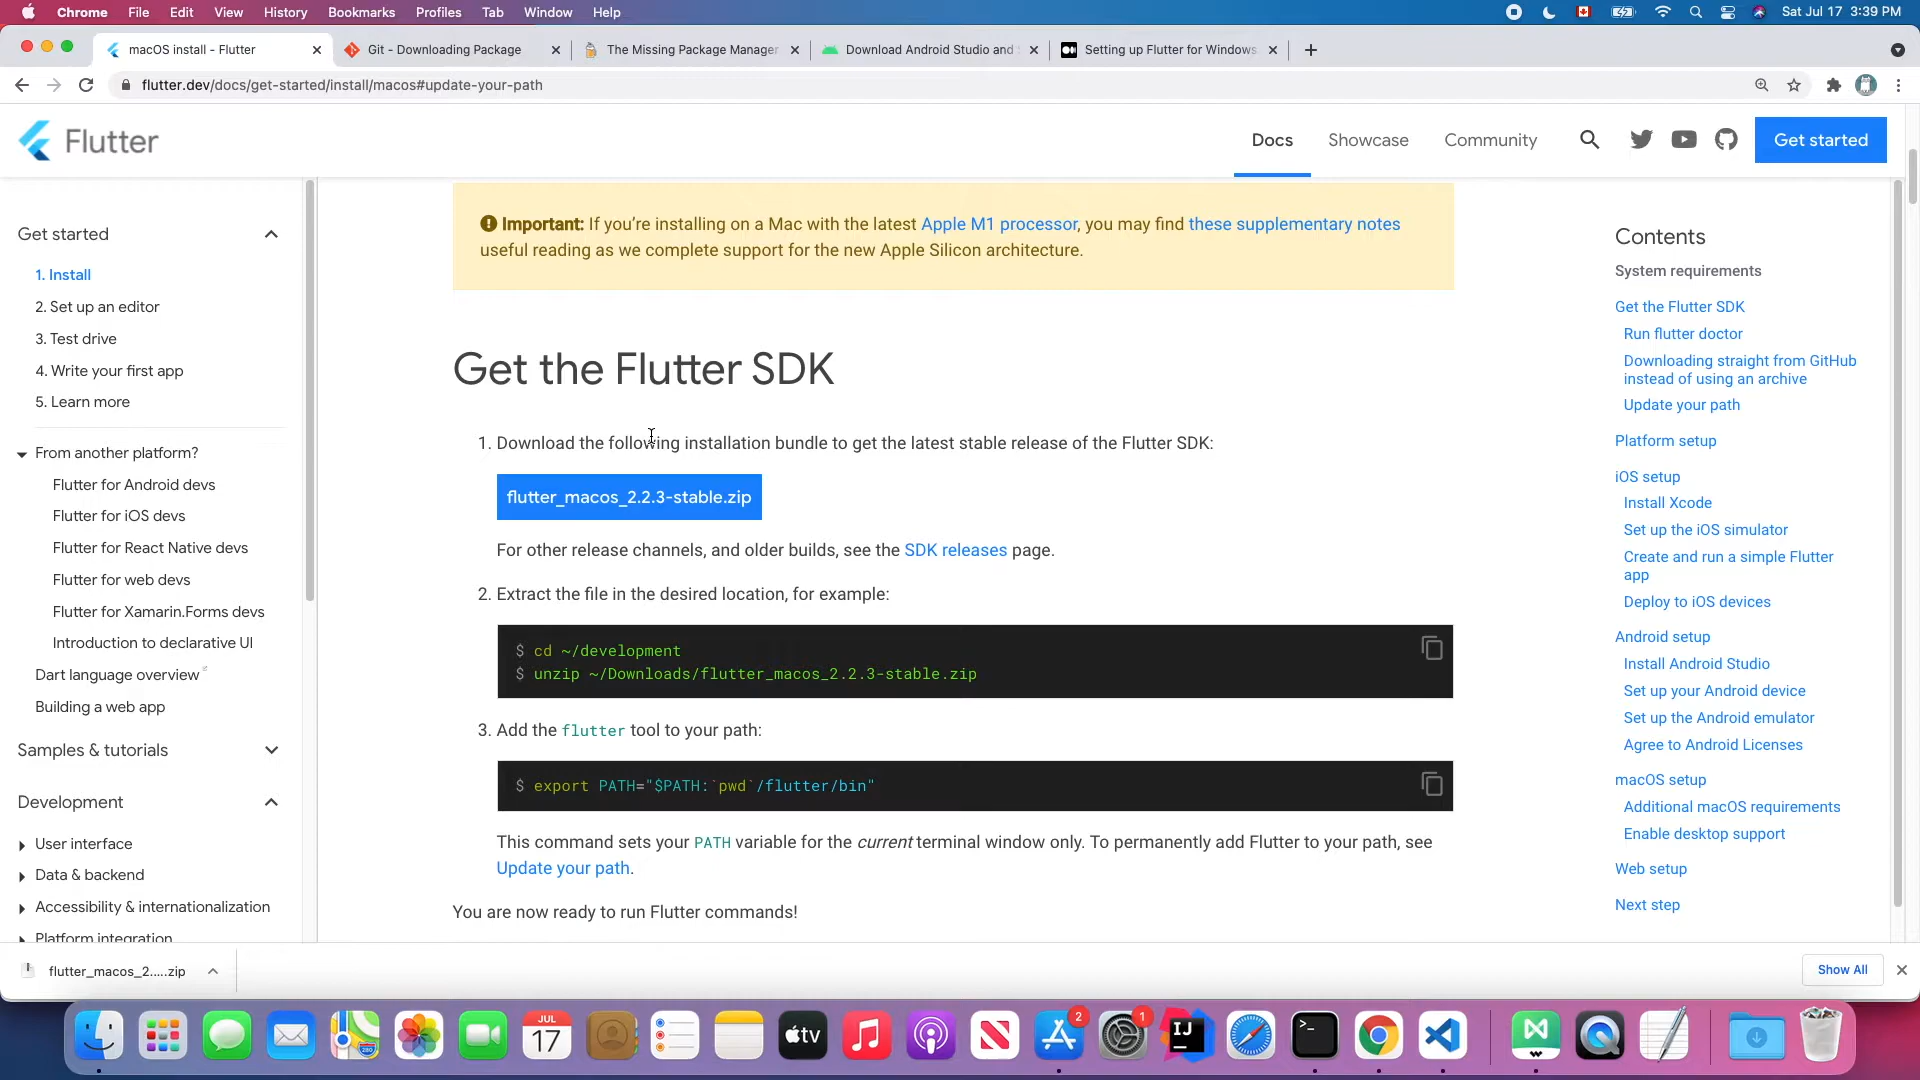 Chrome File Edit View History Bookmarks Profiles Tab Window Help Sat Jul 17 3:39 PM
macOS install - Flutter
Git - Downloading Package
The Missing Package Manager
Download Android Studio and
Setting up Flutter for Windows
flutter.dev/docs/get-started/install/macos#update-your-path
Flutter
Docs Showcase Community
Get started
Get started
1. Install
2. Set up an editor
3. Test drive
4. Write your first app
5. Learn more
From another platform?
Flutter for Android devs
Flutter for iOS devs
Flutter for React Native devs
Flutter for web devs
Flutter for Xamarin.Forms devs
Introduction to declarative UI
Dart language overview
Building a web app
Samples & tutorials
Development
User interface
Data & backend
Accessibility & internationalization
Platform integration
Important: If you’re installing on a Mac with the latest Apple M1 processor, you may find these supplementary notes
useful reading as we complete support for the new Apple Silicon architecture.
Get the Flutter SDK
1. Download the following installation bundle to get the latest stable release of the Flutter SDK:
flutter_macos_2.2.3-stable.zip
For other release channels, and older builds, see the SDK releases page.
2. Extract the file in the desired location, for example:
$ cd ~/development
$ unzip ~/Downloads/flutter_macos_2.2.3-stable.zip
3. Add the flutter tool to your path:
$ export PATH="$PATH:`pwd`/flutter/bin"
This command sets your PATH variable for the current terminal window only. To permanently add Flutter to your path, see
Update your path.
You are now ready to run Flutter commands!
Contents
System requirements
Get the Flutter SDK
Run flutter doctor
Downloading straight from GitHub
instead of using an archive
Update your path
Platform setup
iOS setup
Install Xcode
Set up the iOS simulator
Create and run a simple Flutter
app
Deploy to iOS devices
Android setup
Install Android Studio
Set up your Android device
Set up the Android emulator
Agree to Android Licenses
macOS setup
Additional macOS requirements
Enable desktop support
Web setup
Next step
flutter_macos_2.....zip
Show All
JUL
17
tv
2
1
IJ
>_